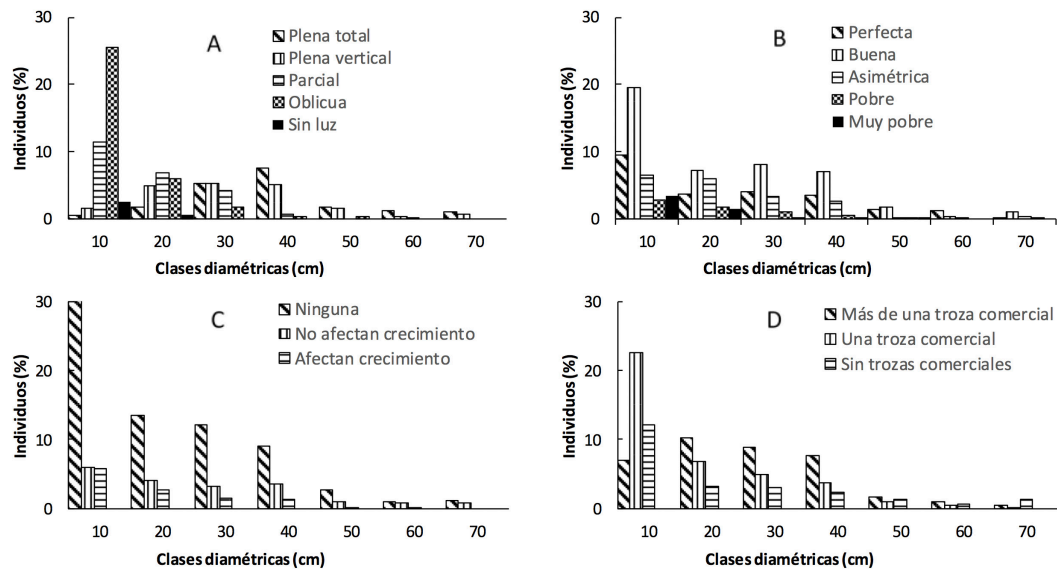 30
20
10
0
Individuos (%)
A
Plena total
Plena vertical
Parcial
Oblicua
Sin luz
10 20 30 40 50 60 70
Clases diamétricas (cm)
30
20
10
0
Individuos (%)
B
Perfecta
Buena
Asimétrica
Pobre
Muy pobre
10 20 30 40 50 60 70
Clases diamétricas (cm)
30
20
10
0
Individuos (%)
C
Ninguna
No afectan crecimiento
Afectan crecimiento
10 20 30 40 50 60 70
Clases diamétricas (cm)
30
20
10
0
Individuos (%)
D
Más de una troza comercial
Una troza comercial
Sin trozas comerciales
10 20 30 40 50 60 70
Clases diamétricas (cm)